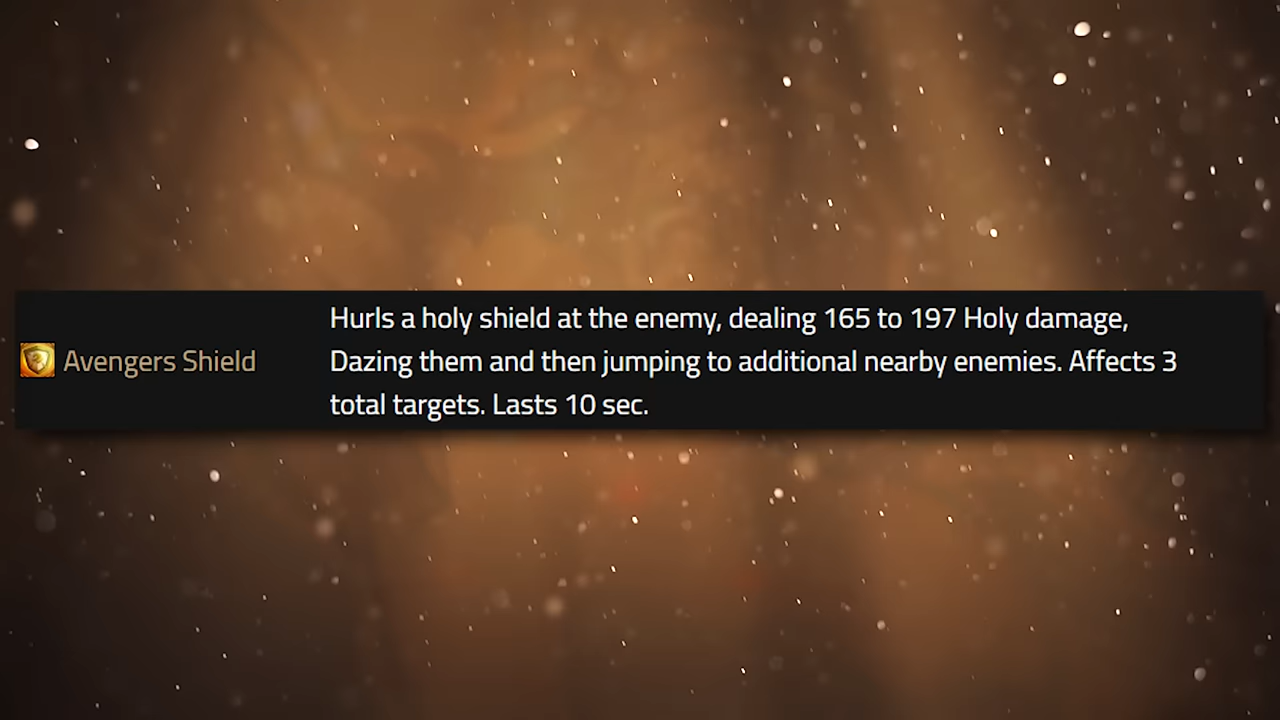 Hurls a holy shield at the enemy, dealing 165 to 197 Holy damage,
Avengers Shield
Dazing them and then jumping to additional nearby enemies. Affects 3
total targets. Lasts 10 sec.